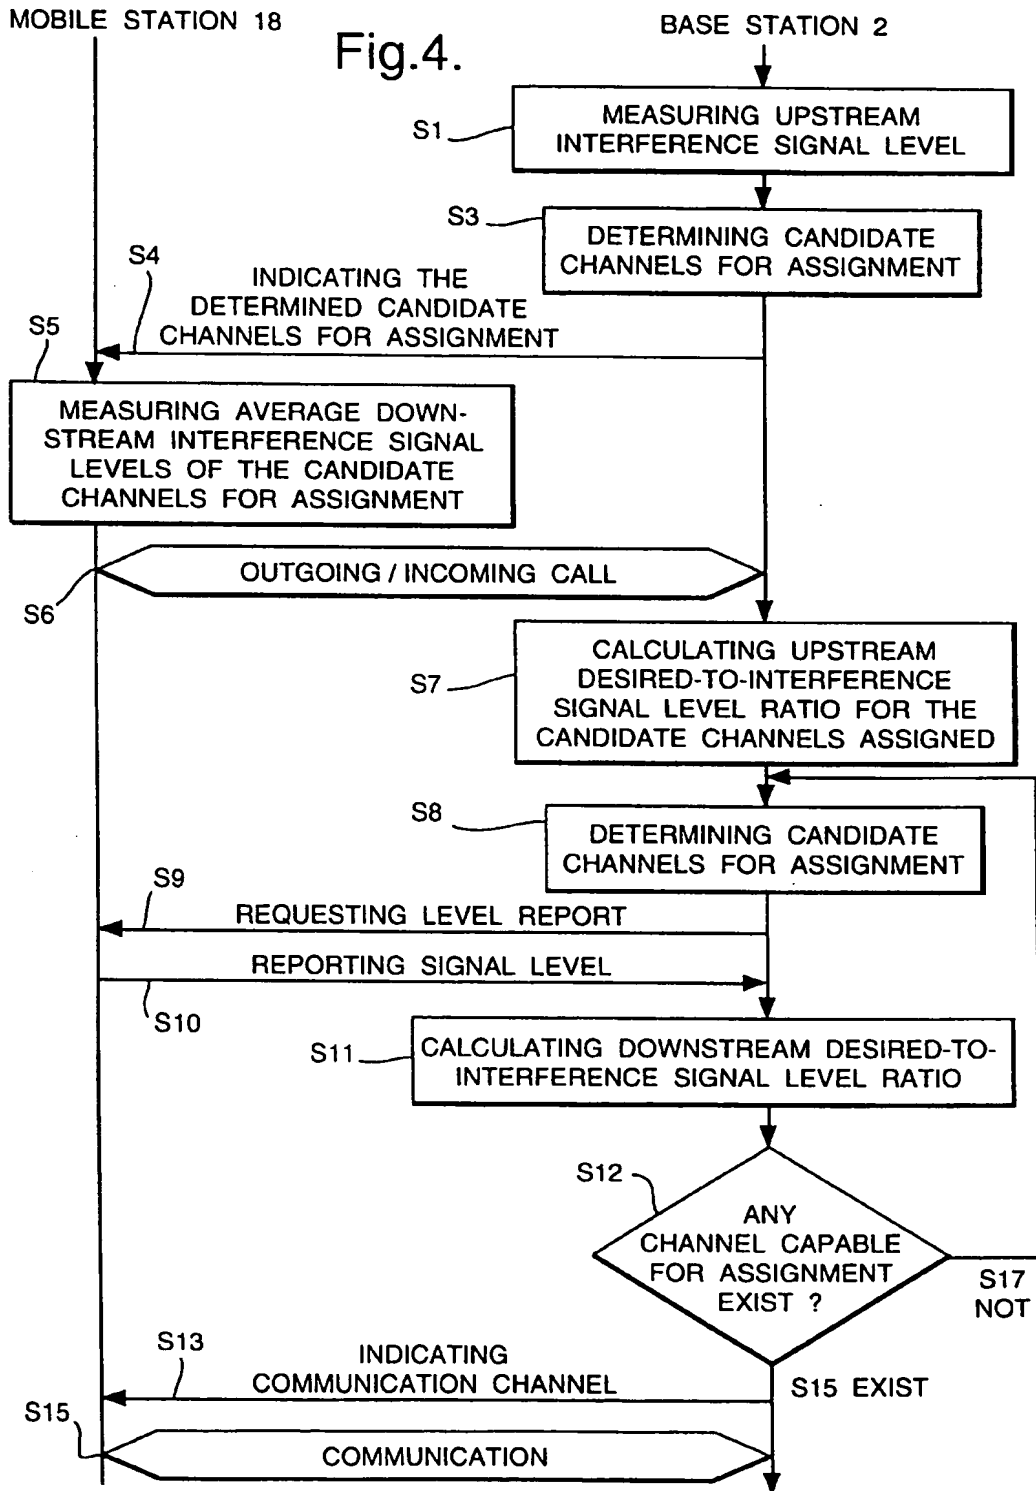 MOBILE STATION 18
Fig.4.
BASE STATION 2
S1
MEASURING UPSTREAM
INTERFERENCE SIGNAL LEVEL
S3
DETERMINING CANDIDATE
CHANNELS FOR ASSIGNMENT
S4
INDICATING THE
DETERMINED CANDIDATE
CHANNELS FOR ASSIGNMENT
S5
MEASURING AVERAGE DOWN-
STREAM INTERFERENCE SIGNAL
LEVELS OF THE CANDIDATE
CHANNELS FOR ASSIGNMENT
S6
OUTGOING / INCOMING CALL
S7
CALCULATING UPSTREAM
DESIRED-TO-INTERFERENCE
SIGNAL LEVEL RATIO FOR THE
CANDIDATE CHANNELS ASSIGNED
S8
DETERMINING CANDIDATE
CHANNELS FOR ASSIGNMENT
S9
REQUESTING LEVEL REPORT
REPORTING SIGNAL LEVEL
S10
S11
CALCULATING DOWNSTREAM DESIRED-TO-
INTERFERENCE SIGNAL LEVEL RATIO
S12
ANY
CHANNEL CAPABLE
FOR ASSIGNMENT
EXIST ?
S17
NOT
S13
INDICATING
COMMUNICATION CHANNEL
S15 EXIST
S15
COMMUNICATION